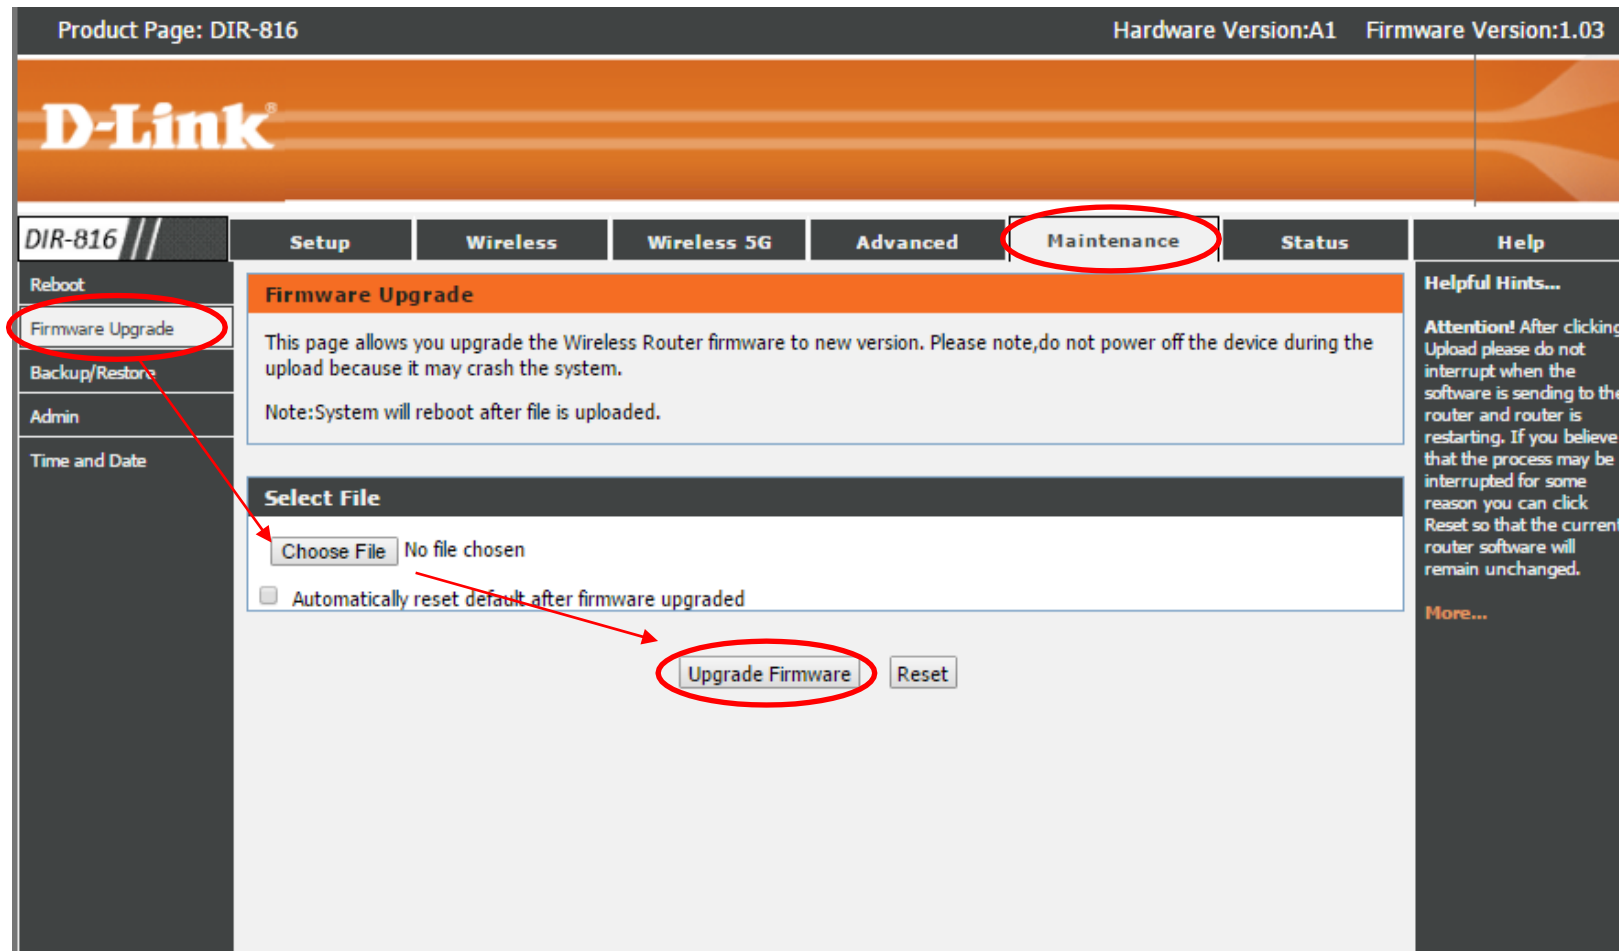 Product Page: DIR-816 Hardware Version:A1 Firmware Version:1.03
D-Link®
DIR-816 Setup Wireless Wireless 5G Advanced Maintenance Status Help
Reboot
Firmware Upgrade
Backup/Restore
Admin
Time and Date
Firmware Upgrade
This page allows you upgrade the Wireless Router firmware to new version. Please note,do not power off the device during the
upload because it may crash the system.
Note:System will reboot after file is uploaded.
Select File
Choose File No file chosen
Automatically reset default after firmware upgraded
Upgrade Firmware Reset
Helpful Hints...
Attention! After clicking
Upload please do not
interrupt when the
software is sending to the
router and router is
restarting. If you believe
that the process may be
interrupted for some
reason you can click
Reset so that the current
router software will
remain unchanged.
More...